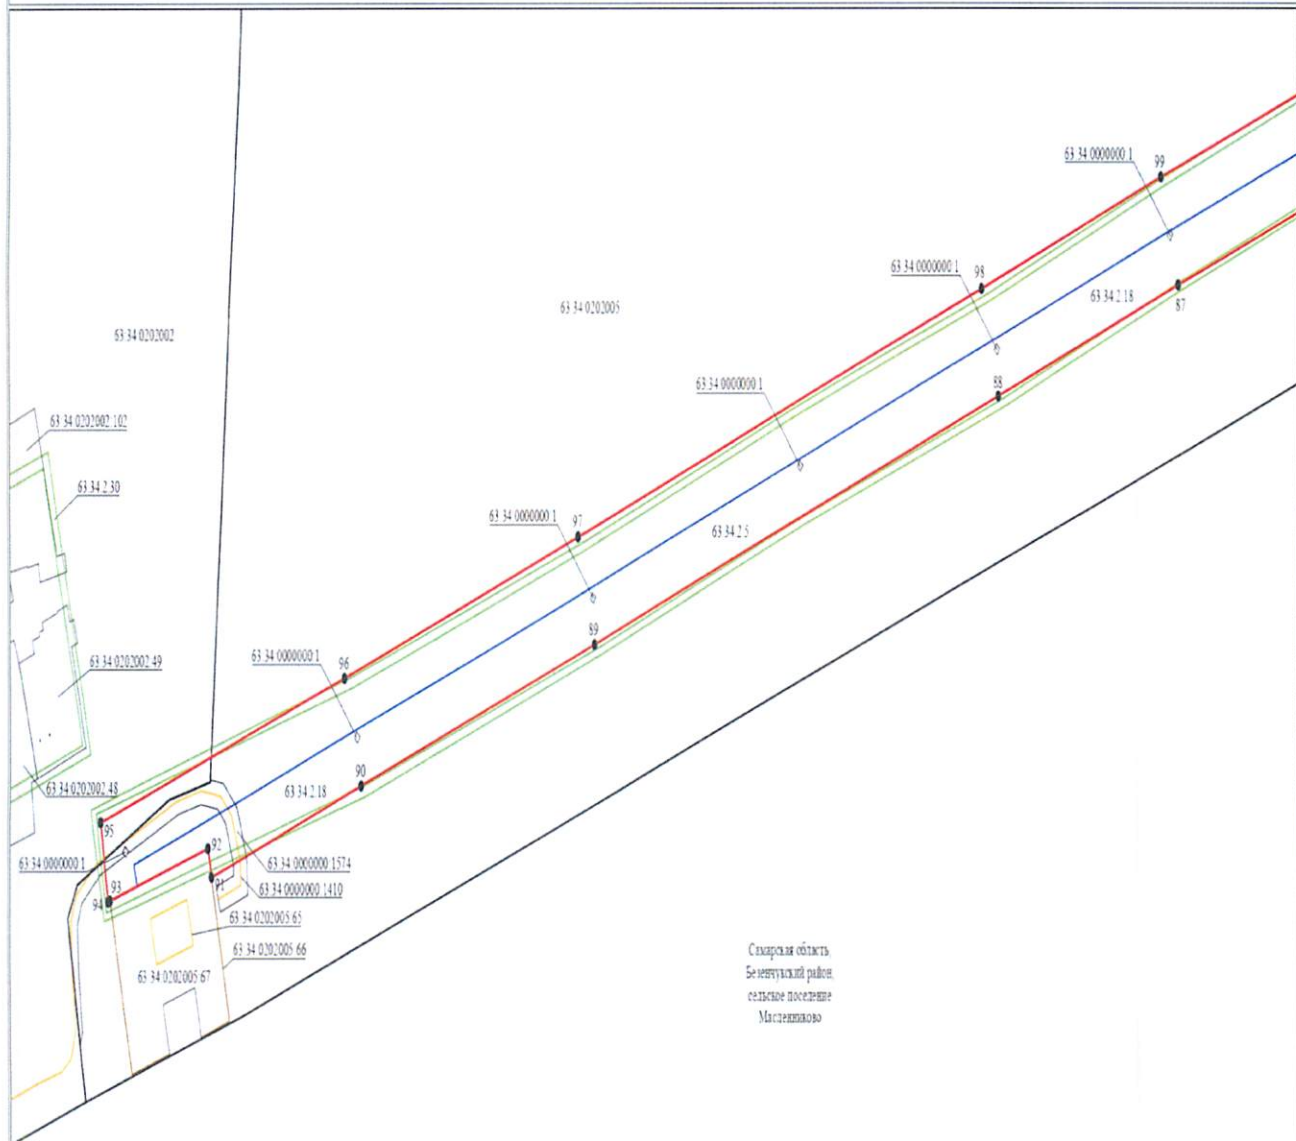 63 34 0000000 1
99
98
63 34 0000000 1
63 34 2.18
87
63 34 0202005
63 34 0202002
63 34 0000000 1
88
63 34 0202002 102
63 34 2.30
63 34 0000000 1
97
63 34 2.5
89
63 34 0202002 49
63 34 0000000 1
96
90
63 34 0202002 48
63 34 2.18
95
92
63 34 0000000 1
63 34 0000000 1574
93
91
94
63 34 0000000 1410
63 34 0202005 65
63 34 0202005 66
63 34 0202005 67
Самарская область,
Безенчукский район,
сельское поселение
Масленниково